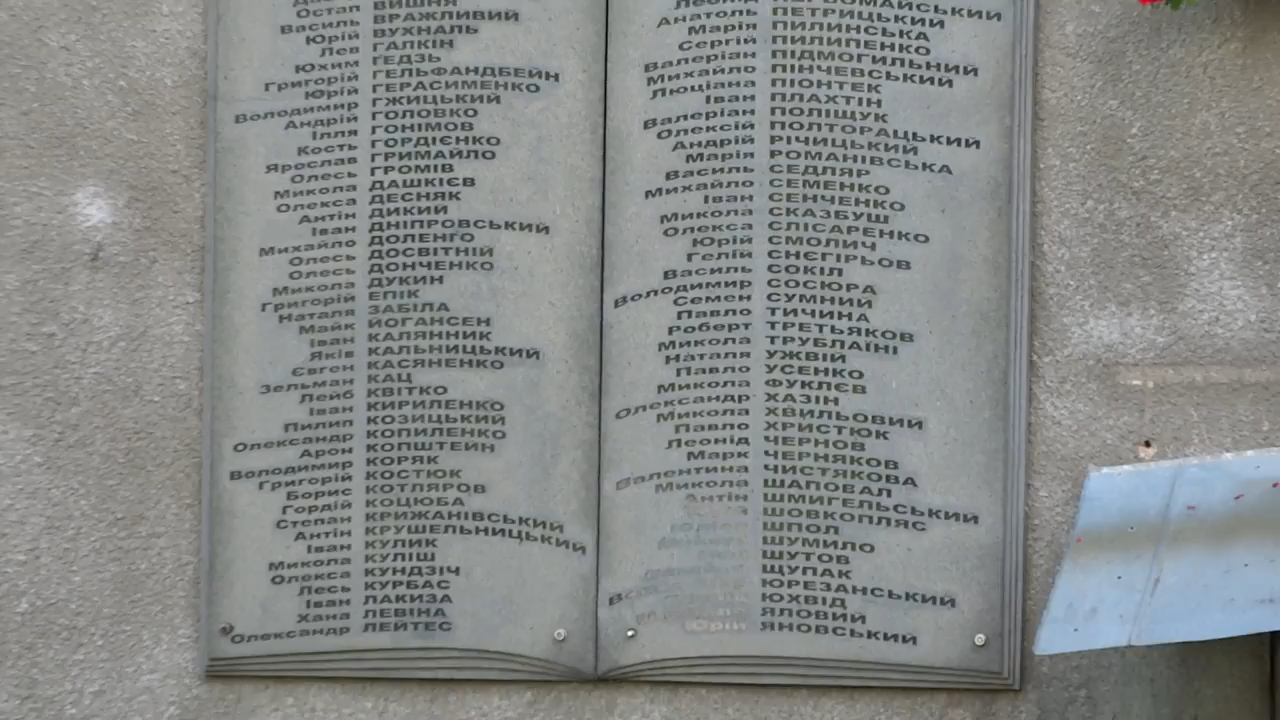 Остап ВИШНЯ
Василь ВРАЖЛИВИЙ
Юрій ВУХНАЛЬ
Лев ГАЛКІН
Юхим ҐЕДЗЬ
Григорій ГЕЛЬФАНДБЕЙН
Юрій ГЕРАСИМЕНКО
Володимир ГЖИЦЬКИЙ
Андрій ГОЛОВКО
Ілля ГОНІМОВ
Кость ГОРДІЄНКО
Ярослав ГРИМАЙЛО
Олесь ГРОМІВ
Микола ДАШКІЄВ
Олекса ДЕСНЯК
Антін ДИКИЙ
Іван ДНІПРОВСЬКИЙ
Михайло ДОЛЕНГО
Олесь ДОСВІТНІЙ
Олесь ДОНЧЕНКО
Микола ДУКИН
Григорій ЕПІК
Наталя ЗАБІЛА
Майк ЙОГАНСЕН
Іван КАЛЯННИК
Яків КАЛЬНИЦЬКИЙ
Євген КАСЯНЕНКО
Зельман КАЦ
Лейб КВІТКО
Іван КИРИЛЕНКО
Пилип КОЗИЦЬКИЙ
Олександр КОПИЛЕНКО
Арон КОПШТЕЙН
Володимир КОРЯК
Григорій КОСТЮК
Борис КОТЛЯРОВ
Гордій КОЦЮБА
Степан КРИЖАНІВСЬКИЙ
Антін КРУШЕЛЬНИЦЬКИЙ
Іван КУЛИК
Микола КУЛІШ
Олекса КУНДЗІЧ
Лесь КУРБАС
Іван ЛАКИЗА
Хана ЛЕВІНА
Олександр ЛЕЙТЕС
Леонід ПЕРВОМАЙСЬКИЙ
Анатоль ПЕТРИЦЬКИЙ
Марія ПИЛИНСЬКА
Сергій ПИЛИПЕНКО
Валеріан ПІДМОГИЛЬНИЙ
Михайло ПІНЧЕВСЬКИЙ
Люціана ПІОНТЕК
Іван ПЛАХТІН
Валеріан ПОЛІЩУК
Олексій ПОЛТОРАЦЬКИЙ
Андрій РІЧИЦЬКИЙ
Марія РОМАНІВСЬКА
Василь СЕДЛЯР
Михайло СЕМЕНКО
Іван СЕНЧЕНКО
Микола СКАЗБУШ
Олекса СЛІСАРЕНКО
Юрій СМОЛИЧ
Гелій СНЄГІРЬОВ
Василь СОКІЛ
Володимир СОСЮРА
Семен СУМНИЙ
Павло ТИЧИНА
Роберт ТРЕТЬЯКОВ
Микола ТРУБЛАЇНІ
Наталя УЖВІЙ
Павло УСЕНКО
Микола ФУКЛЄВ
Олександр ХАЗІН
Микола ХВИЛЬОВИЙ
Павло ХРИСТЮК
Леонід ЧЕРНОВ
Марк ЧЕРНЯКОВ
Валентина ЧИСТЯКОВА
Микола ШАПОВАЛ
Антін ШМИГЕЛЬСЬКИЙ
ШОВКОПЛЯС
ШПОЛ
ШУМИЛО
ШУТОВ
ЩУПАК
ЮРЕЗАНСЬКИЙ
ЮХВІД
ЯЛОВИЙ
Юрій ЯНОВСЬКИЙ